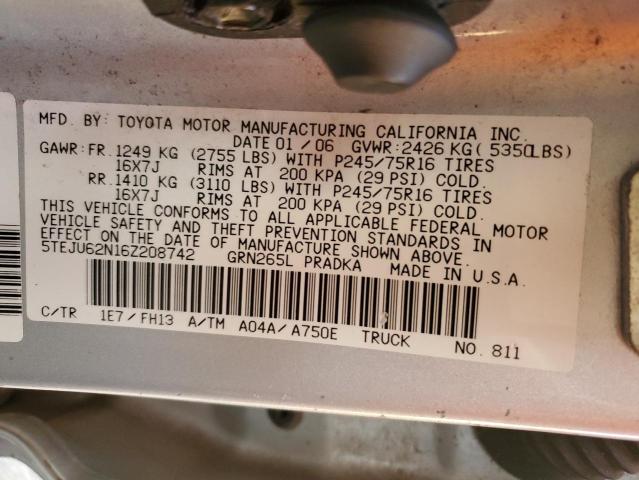 MFD. BY: TOYOTA MOTOR MANUFACTURING CALIFORNIA INC.
DATE 01 / 06 GVWR: 2426 KG ( 5350LBS)
GAWR: FR. 1249 KG (2755 LBS) WITH P245/75R16 TIRES
16X7J RIMS AT 200 KPA (29 PSI) COLD.
RR. 1410 KG (3110 LBS) WITH P245/75R16 TIRES
16X7J RIMS AT 200 KPA (29 PSI) COLD.
THIS VEHICLE CONFORMS TO ALL APPLICABLE FEDERAL MOTOR
VEHICLE SAFETY AND THEFT PREVENTION STANDARDS IN
EFFECT ON THE DATE OF MANUFACTURE SHOWN ABOVE.
5TEJU62N16Z208742 GRN265L PRADKA MADE IN U.S.A.
C/TR 1E7 / FH13 A/TM A04A / A750E TRUCK NO. 811